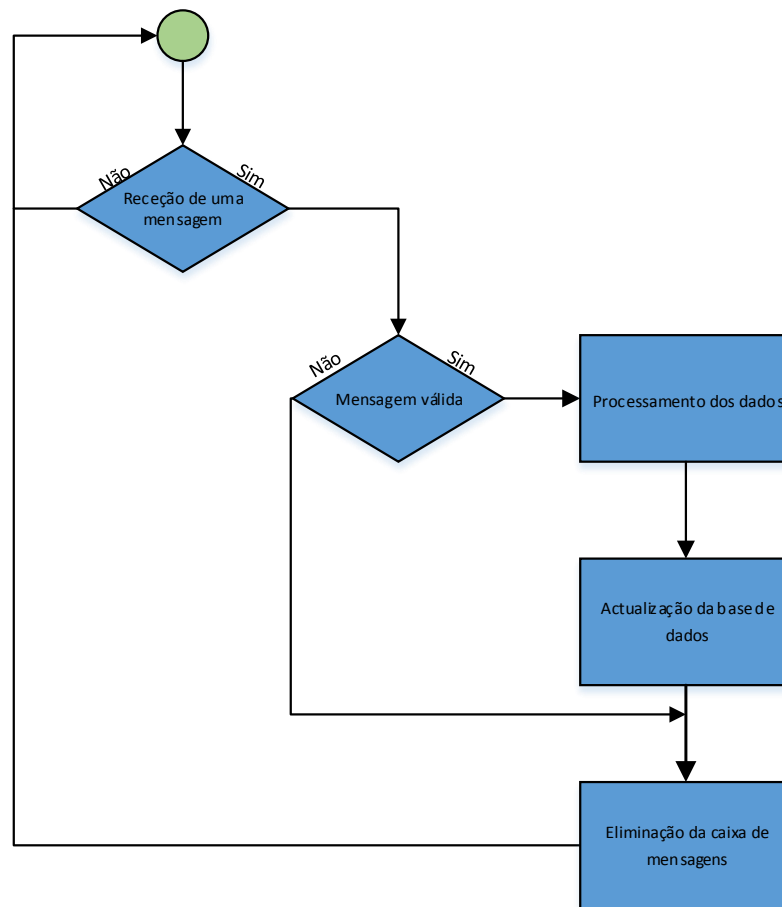 Não
Sim
Receção de uma
mensagem
Não
Sim
Mensagem válida
Processamento dos dados
Actualização da base de
dados
Eliminação da caixa de
mensagens